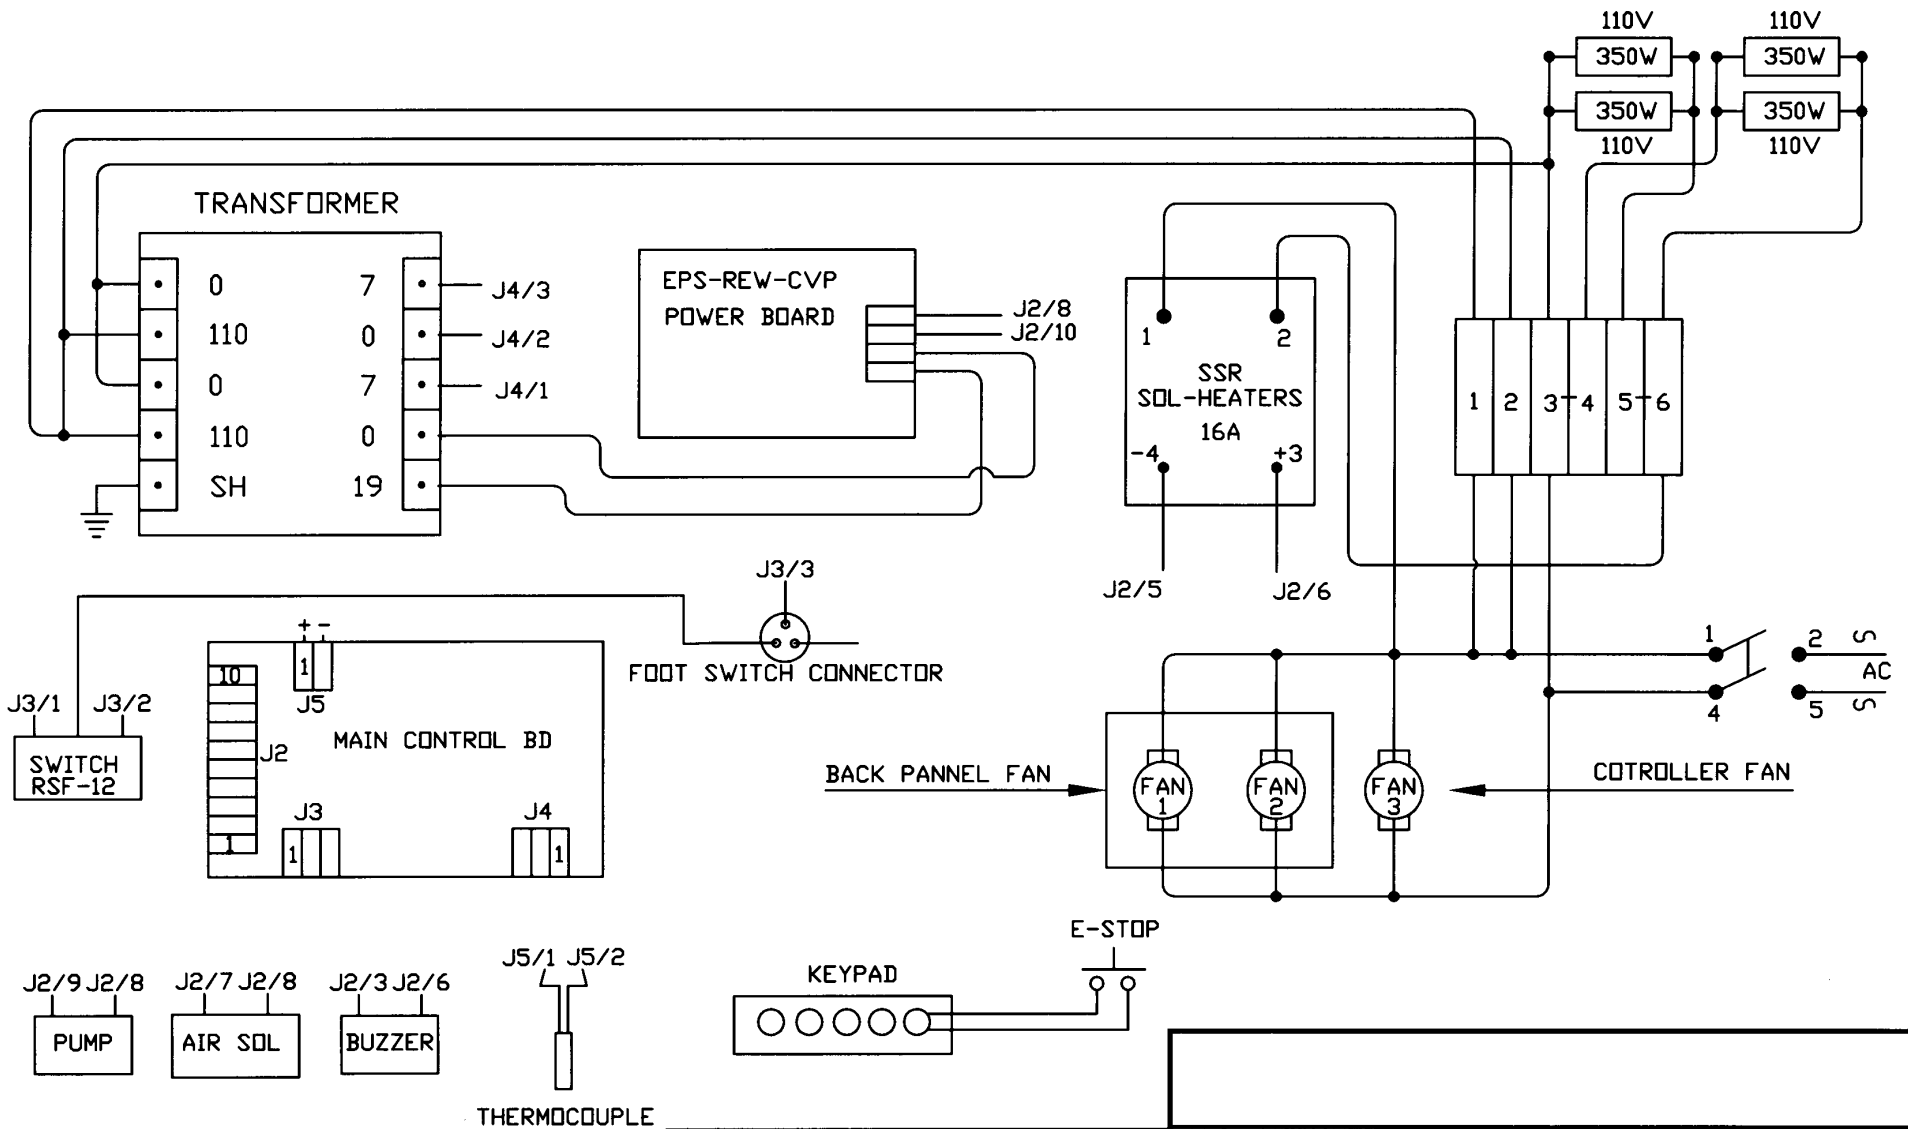 110V 110V
350W 350W
350W 350W
110V 110V
TRANSFORMER
0 7 J4/3
110 0 J4/2
0 7 J4/1
110 0
SH 19
EPS-REW-CVP
POWER BOARD
J2/8
J2/10
1 2
SSR
SOL-HEATERS
16A
-4 +3
J2/5 J2/6
1 2 3 4 5 6
J3/3
FOOT SWITCH CONNECTOR
J3/1 J3/2
SWITCH
RSF-12
+ -
1
J5
10
J2
1
MAIN CONTROL BD
J3
1
J4
1
1 2
AC
4 5
BACK PANNEL FAN
FAN
1
FAN
2
FAN
3
COTROLLER FAN
J2/9 J2/8
PUMP
J2/7 J2/8
AIR SOL
J2/3 J2/6
BUZZER
J5/1 J5/2
THERMOCOUPLE
KEYPAD
E-STOP